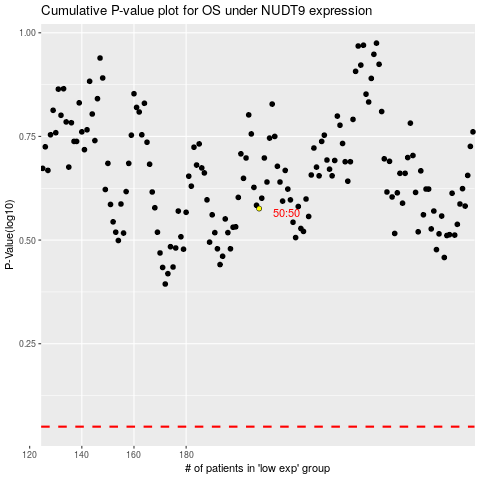 Cumulative P-value plot for OS under NUDT9 expression
P-Value(log10)
1.00
0.75
0.50
0.25
50:50
120 140 160 180
# of patients in 'low exp' group